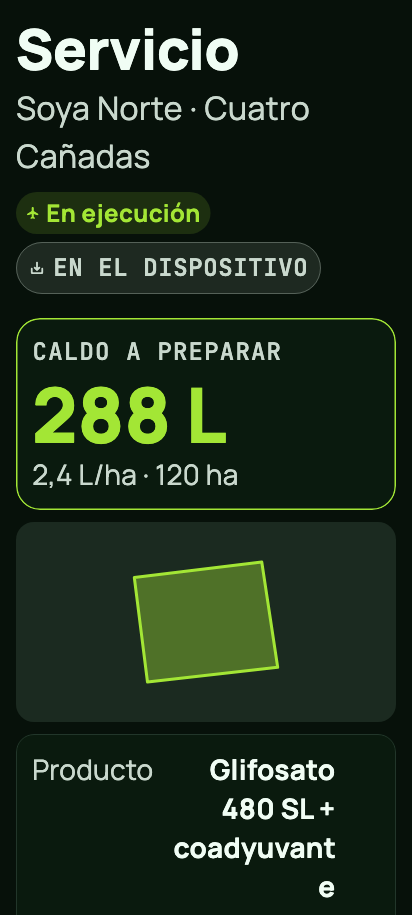 Servicio
Soya Norte · Cuatro
Cañadas
En ejecución
EN EL DISPOSITIVO
CALDO A PREPARAR
288 L
2,4 L/ha · 120 ha
Producto Glifosato
480 SL +
coadyuvant
e